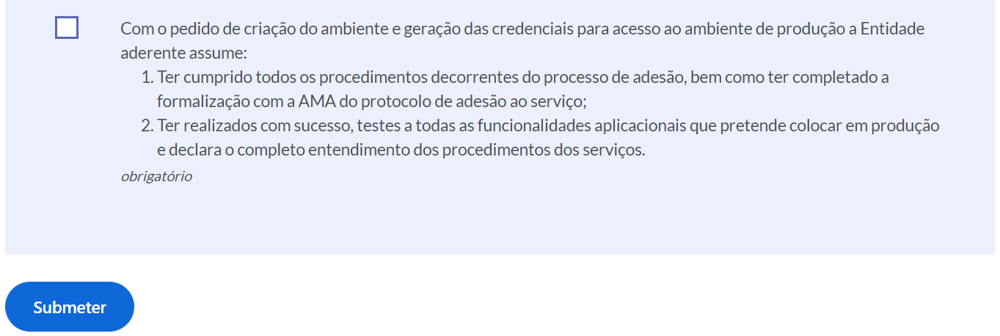 Com o pedido de criação do ambiente e geração das credenciais para acesso ao ambiente de produção a Entidade
aderente assume:
1. Ter cumprido todos os procedimentos decorrentes do processo de adesão, bem como ter completado a
formalização com a AMA do protocolo de adesão ao serviço;
2. Ter realizados com sucesso, testes a todas as funcionalidades aplicacionais que pretende colocar em produção
e declara o completo entendimento dos procedimentos dos serviços.
obrigatório
Submeter